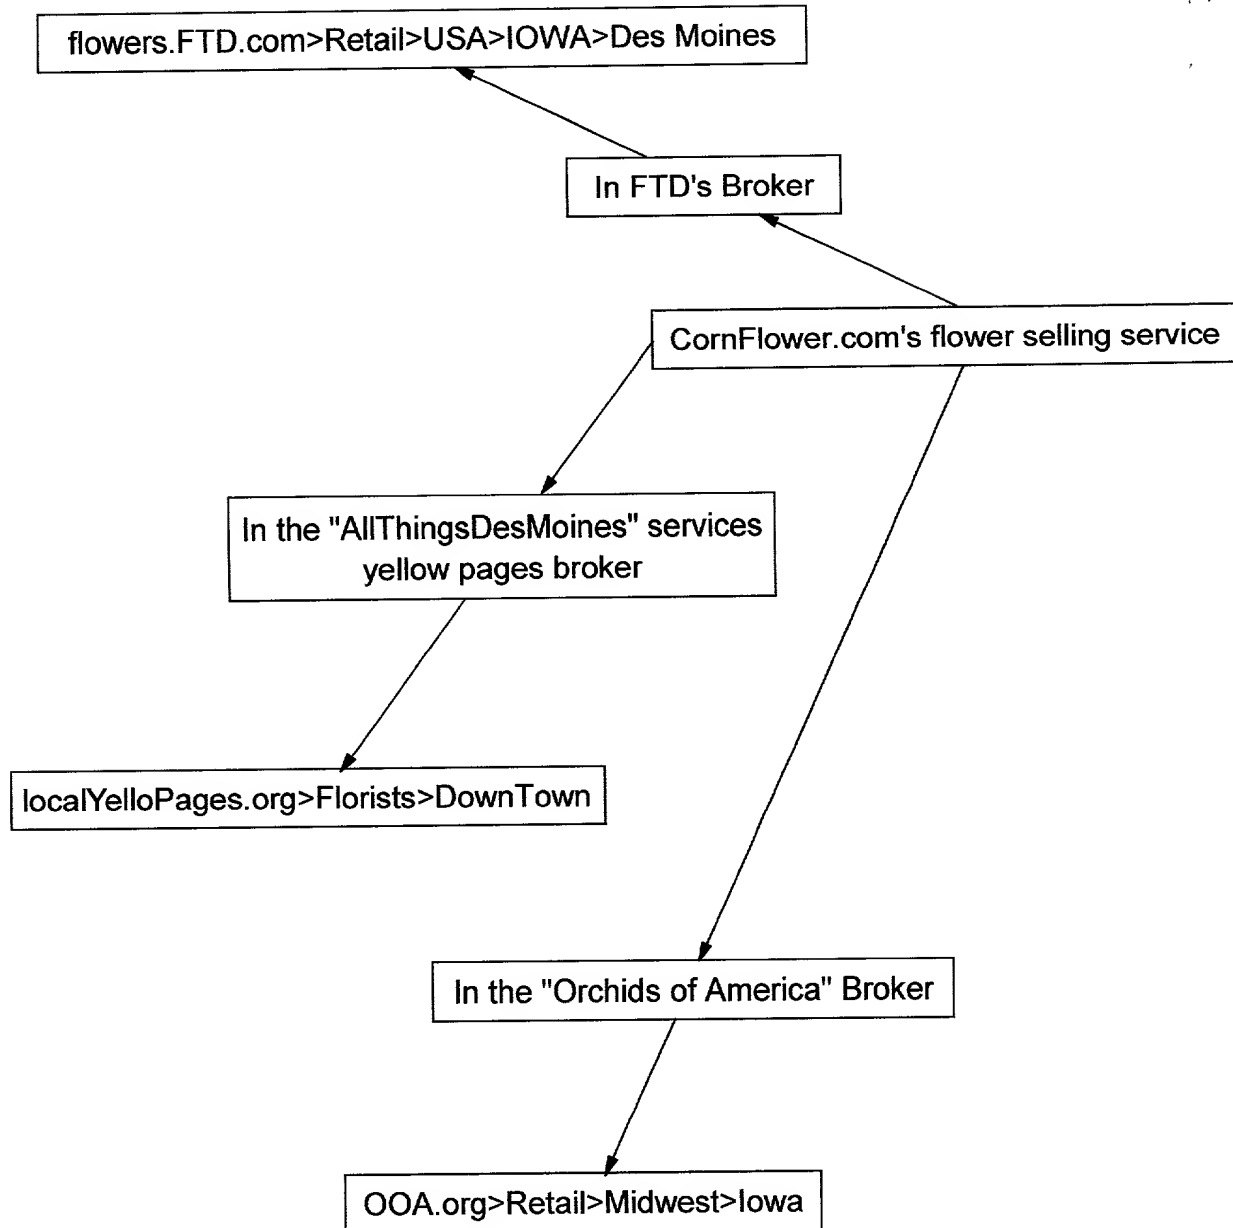 flowers.FTD.com>Retail>USA>IOWA>Des Moines
In FTD's Broker
CornFlower.com's flower selling service
In the "AllThingsDesMoines" services
yellow pages broker
localYelloPages.org>Florists>DownTown
In the "Orchids of America" Broker
OOA.org>Retail>Midwest>Iowa